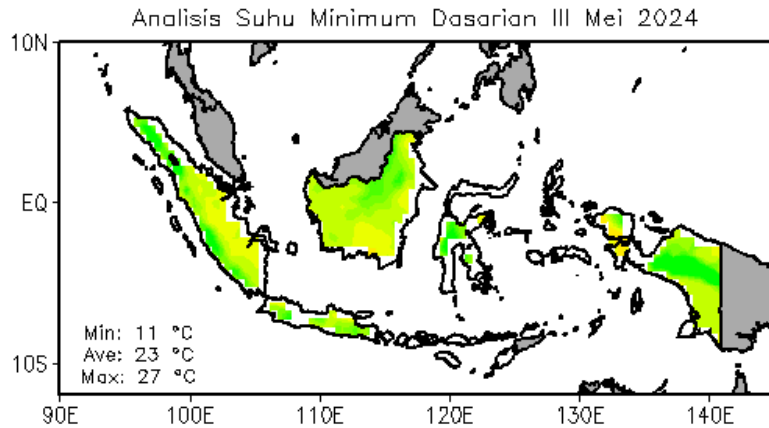 Analisis Suhu Minimum Dasarian III Mei 2024
10N
EQ
10S
Min: 11 °C
Ave: 23 °C
Max: 27 °C
90E 100E 110E 120E 130E 140E